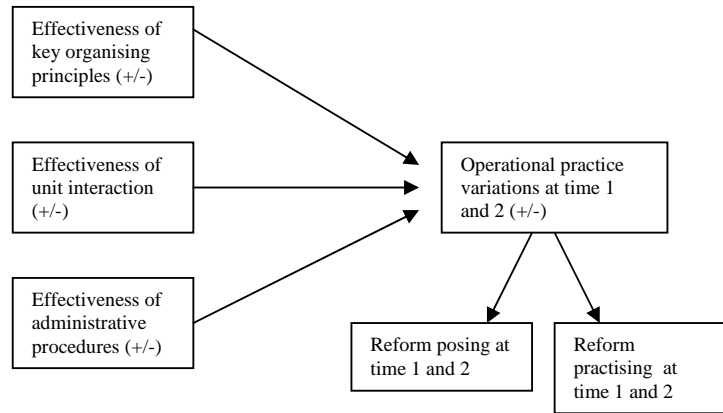 Effectiveness of
key organising
principles (+/-)
Effectiveness of
unit interaction
(+/-)
Operational practice
variations at time 1
and 2 (+/-)
Effectiveness of
administrative
procedures (+/-)
Reform posing at
time 1 and 2
Reform
practising at
time 1 and 2